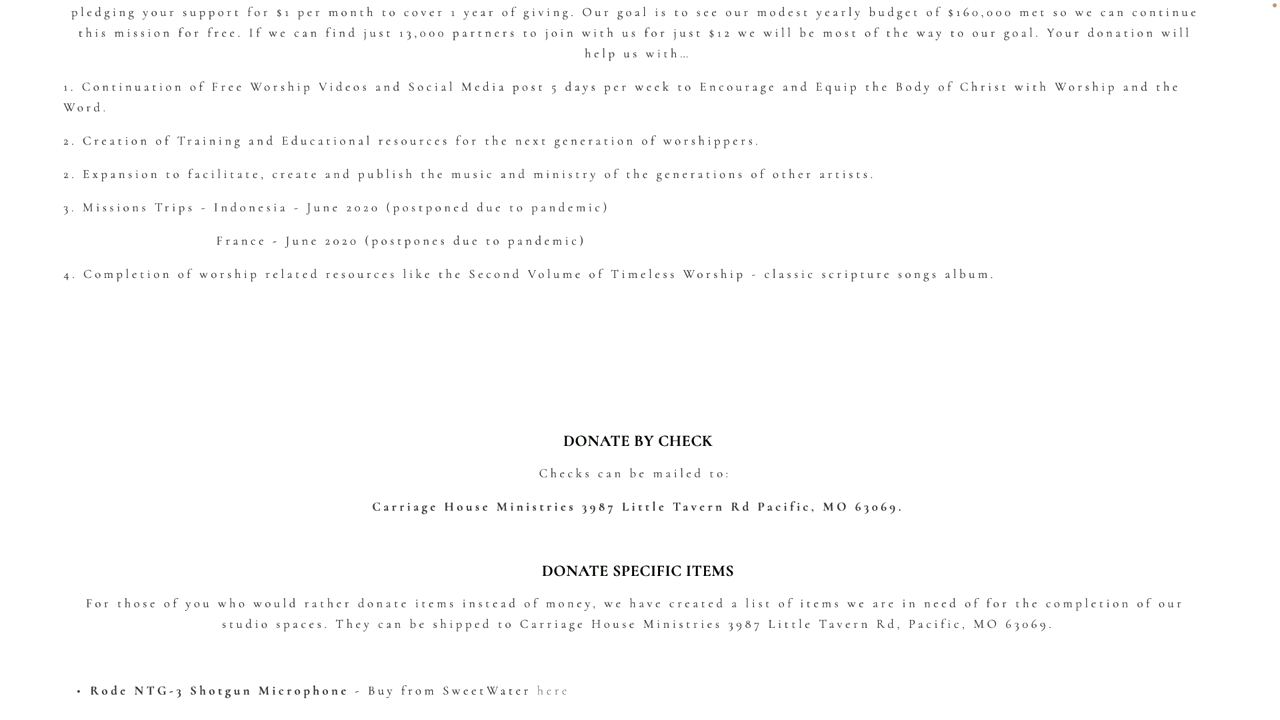 pledging your support for $1 per month to cover 1 year of giving. Our goal is to see our modest yearly budget of $160,000 met so we can continue
this mission for free. If we can find just 13,000 partners to join with us for just $12 we will be most of the way to our goal. Your donation will
help us with…
1. Continuation of Free Worship Videos and Social Media post 5 days per week to Encourage and Equip the Body of Christ with Worship and the
Word.
2. Creation of Training and Educational resources for the next generation of worshippers.
2. Expansion to facilitate, create and publish the music and ministry of the generations of other artists.
3. Missions Trips - Indonesia - June 2020 (postponed due to pandemic)
France - June 2020 (postpones due to pandemic)
4. Completion of worship related resources like the Second Volume of Timeless Worship - classic scripture songs album.
DONATE BY CHECK
Checks can be mailed to:
Carriage House Ministries 3987 Little Tavern Rd Pacific, MO 63069.
DONATE SPECIFIC ITEMS
For those of you who would rather donate items instead of money, we have created a list of items we are in need of for the completion of our
studio spaces. They can be shipped to Carriage House Ministries 3987 Little Tavern Rd, Pacific, MO 63069.
• Rode NTG-3 Shotgun Microphone - Buy from SweetWater here